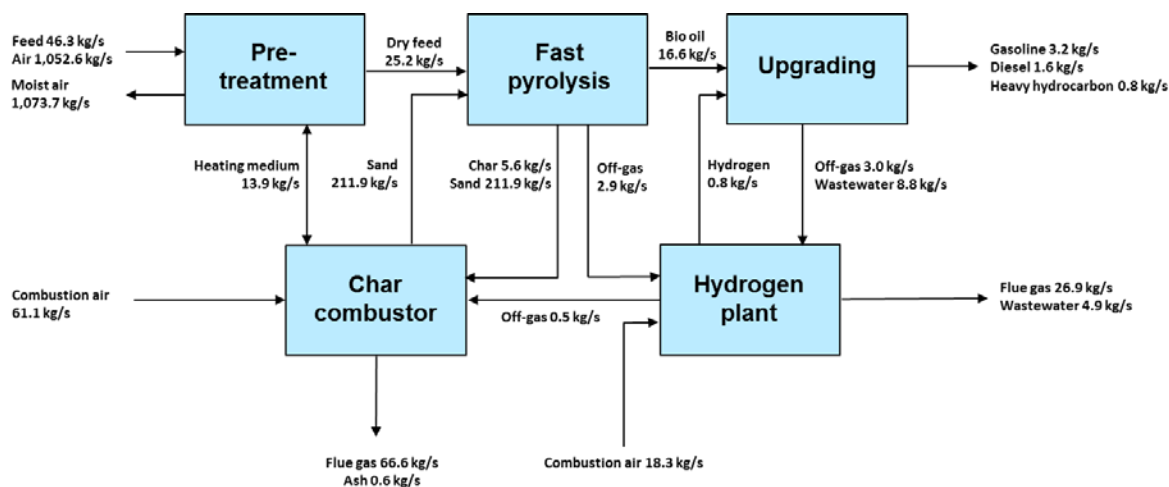 Feed 46.3 kg/s
Air 1,052.6 kg/s
Moist air
1,073.7 kg/s
Pre-
treatment
Dry feed
25.2 kg/s
Fast
pyrolysis
Bio oil
16.6 kg/s
Upgrading
Gasoline 3.2 kg/s
Diesel 1.6 kg/s
Heavy hydrocarbon 0.8 kg/s
Heating medium
13.9 kg/s
Sand
211.9 kg/s
Char 5.6 kg/s
Sand 211.9 kg/s
Off-gas
2.9 kg/s
Hydrogen
0.8 kg/s
Off-gas 3.0 kg/s
Wastewater 8.8 kg/s
Combustion air
61.1 kg/s
Char
combustor
Off-gas 0.5 kg/s
Hydrogen
plant
Flue gas 26.9 kg/s
Wastewater 4.9 kg/s
Flue gas 66.6 kg/s
Ash 0.6 kg/s
Combustion air 18.3 kg/s